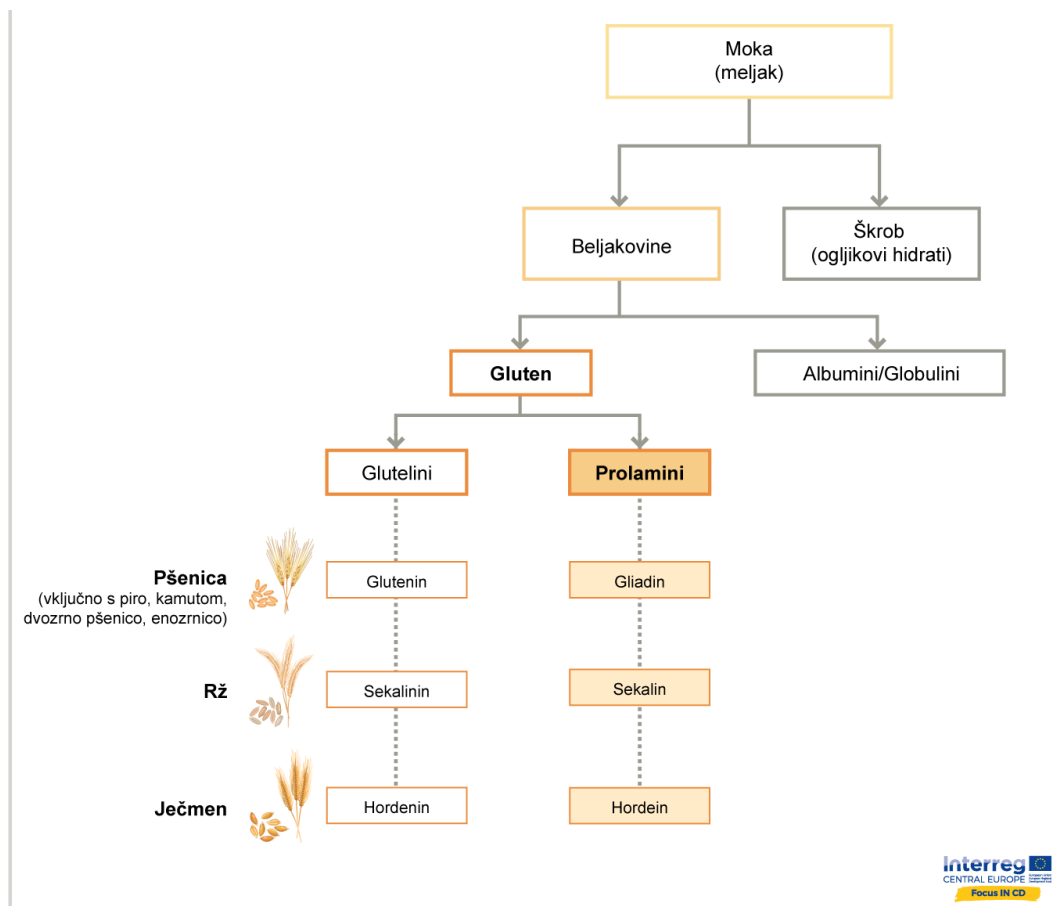 Moka
(meljak)
Beljakovine
Škrob
(ogljikovi hidrati)
Gluten
Albumini/Globulini
Glutelini
Prolamini
Pšenica
(vključno s piro, kamutom,
dvozrno pšenico, enozrnico)
Glutenin
Gliadin
Rž
Sekalinin
Sekalin
Ječmen
Hordenin
Hordein
Interreg
CENTRAL EUROPE
Focus IN CD